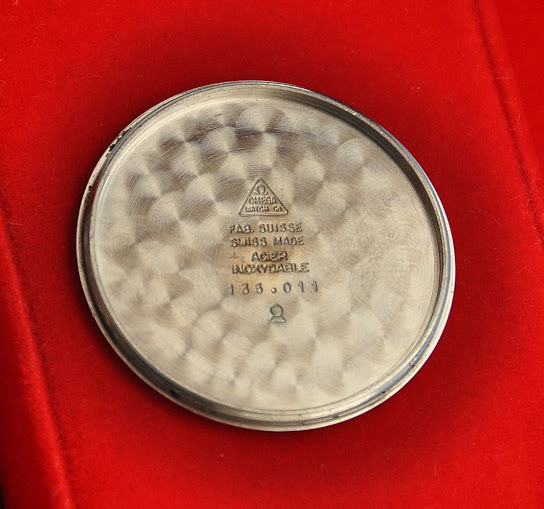 Ω
OMEGA
WATCH CO
FAB. SUISSE
SWISS MADE
ACIER
INOXYDABLE
135.011